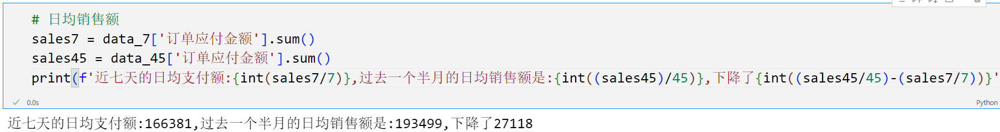 # 日均销售额
sales7 = data_7['订单应付金额'].sum()
sales45 = data_45['订单应付金额'].sum()
print(f'近七天的日均支付额:{int(sales7/7)},过去一个半月的日均销售额是:{int((sales45)/45)},下降了{int((sales45/45)-(sales7/7))}'
0.0s
Python
近七天的日均支付额:166381,过去一个半月的日均销售额是:193499,下降了27118